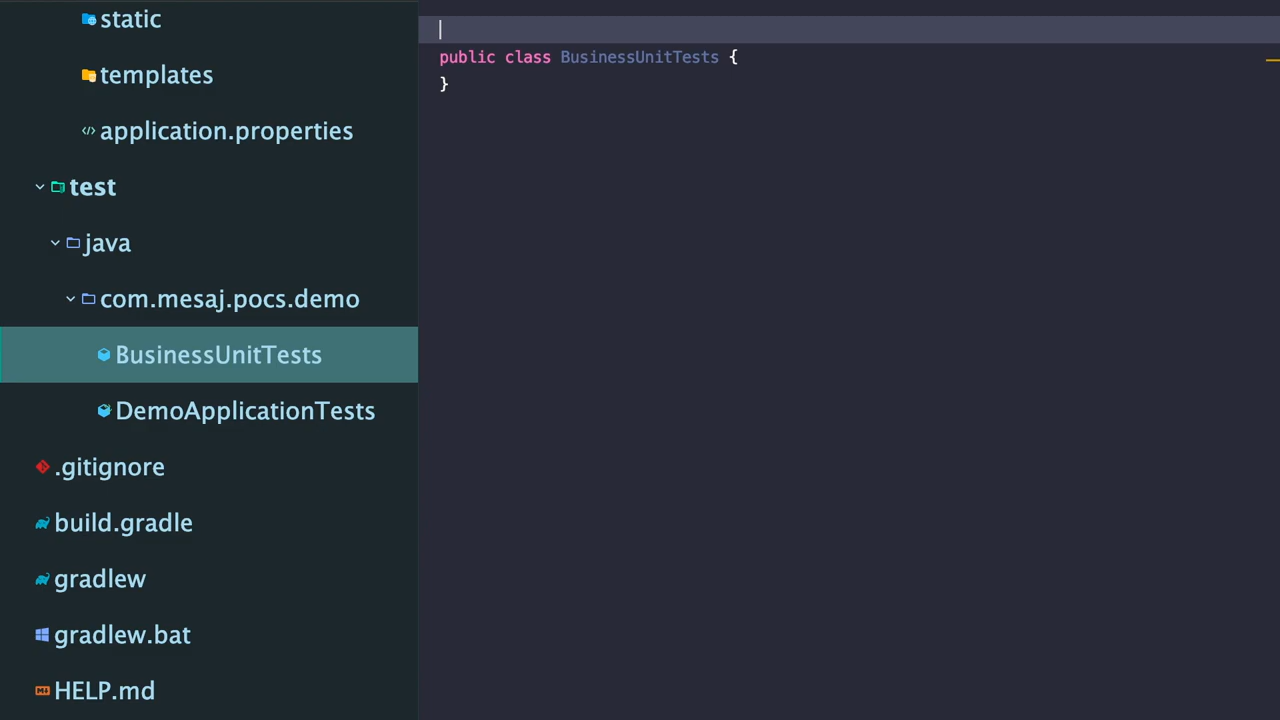 static
templates
application.properties
test
java
com.mesaj.pocs.demo
BusinessUnitTests
DemoApplicationTests
.gitignore
build.gradle
gradlew
gradlew.bat
HELP.md
public class BusinessUnitTests {
}